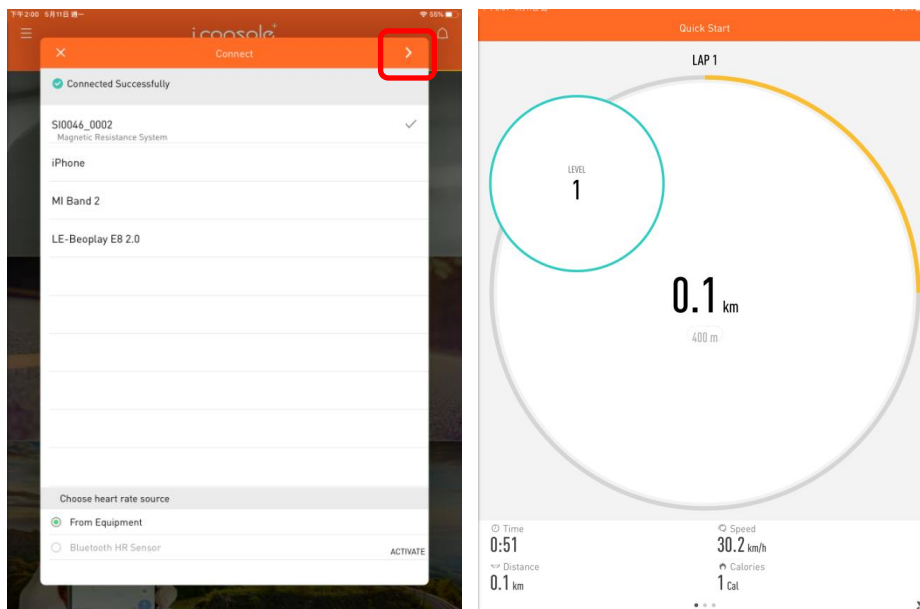 下午2:00 5月11日 週一
55%
iconsole+
Connect
Connected Successfully
SI0046_0002
Magnetic Resistance System
iPhone
MI Band 2
LE-Beoplay E8 2.0
Choose heart rate source
From Equipment
Bluetooth HR Sensor
ACTIVATE
Quick Start
LAP 1
LEVEL
1
0.1 km
400 m
Time
0:51
Speed
30.2 km/h
Distance
0.1 km
Calories
1 Cal